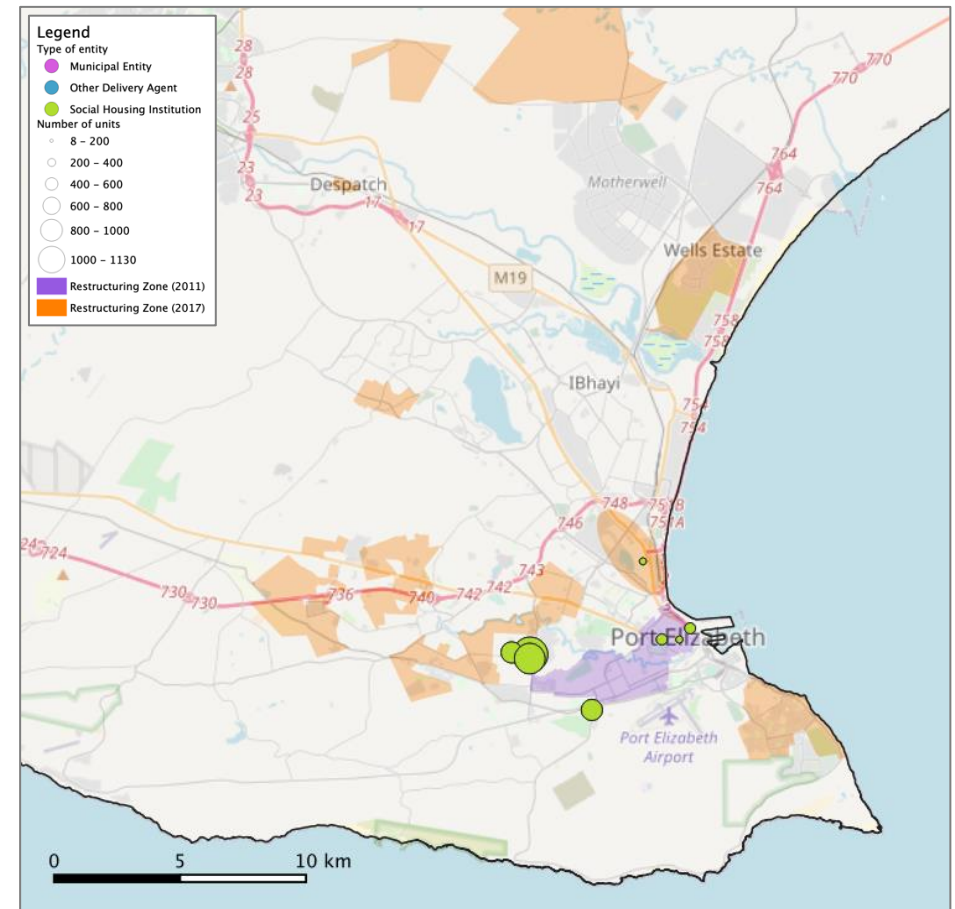 Legend
Type of entity
Municipal Entity
Other Delivery Agent
Social Housing Institution
Number of units
8 – 200
200 – 400
400 – 600
600 – 800
800 – 1000
1000 – 1130
Restructuring Zone (2011)
Restructuring Zone (2017)
28
28
25
23
23
770
770
764
764
Despatch
17
17
Motherwell
Wells Estate
M19
758
758
IBhayi
754
754
748
751B
746
751A
724
743
742
742
730
730
736
740
2
Port Elizabeth
Port Elizabeth
Airport
0
5
10 km